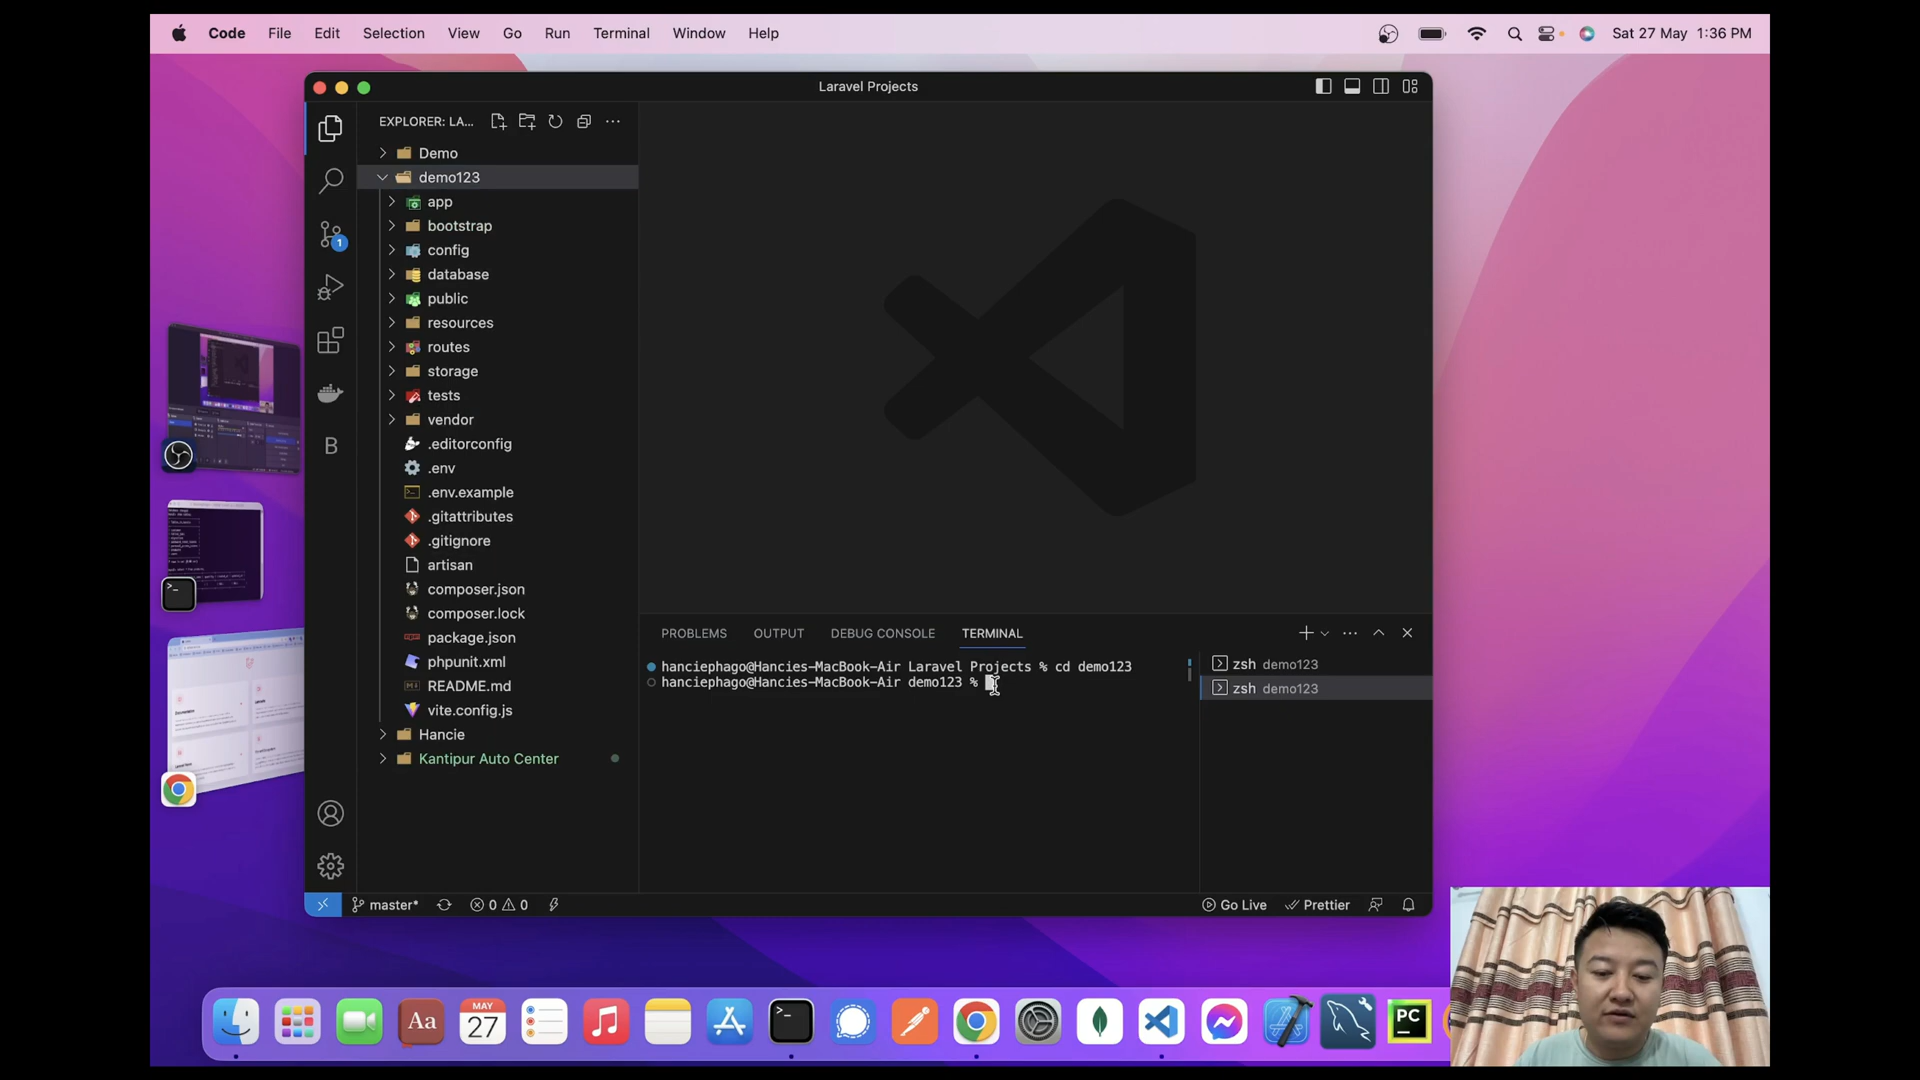 Code File Edit Selection View Go Run Terminal Window Help
Sat 27 May 1:36 PM
Laravel Projects
EXPLORER: LA...
Demo
demo123
app
bootstrap
config
database
public
resources
routes
storage
tests
vendor
.editorconfig
.env
.env.example
.gitattributes
.gitignore
artisan
composer.json
composer.lock
package.json
phpunit.xml
README.md
vite.config.js
Hancie
Kantipur Auto Center
1
B
PROBLEMS OUTPUT DEBUG CONSOLE TERMINAL
hanciephago@Hancies-MacBook-Air Laravel Projects % cd demo123
hanciephago@Hancies-MacBook-Air demo123 %
zsh demo123
zsh demo123
master* 0 0 Go Live Prettier
Aa
MAY
27
PC